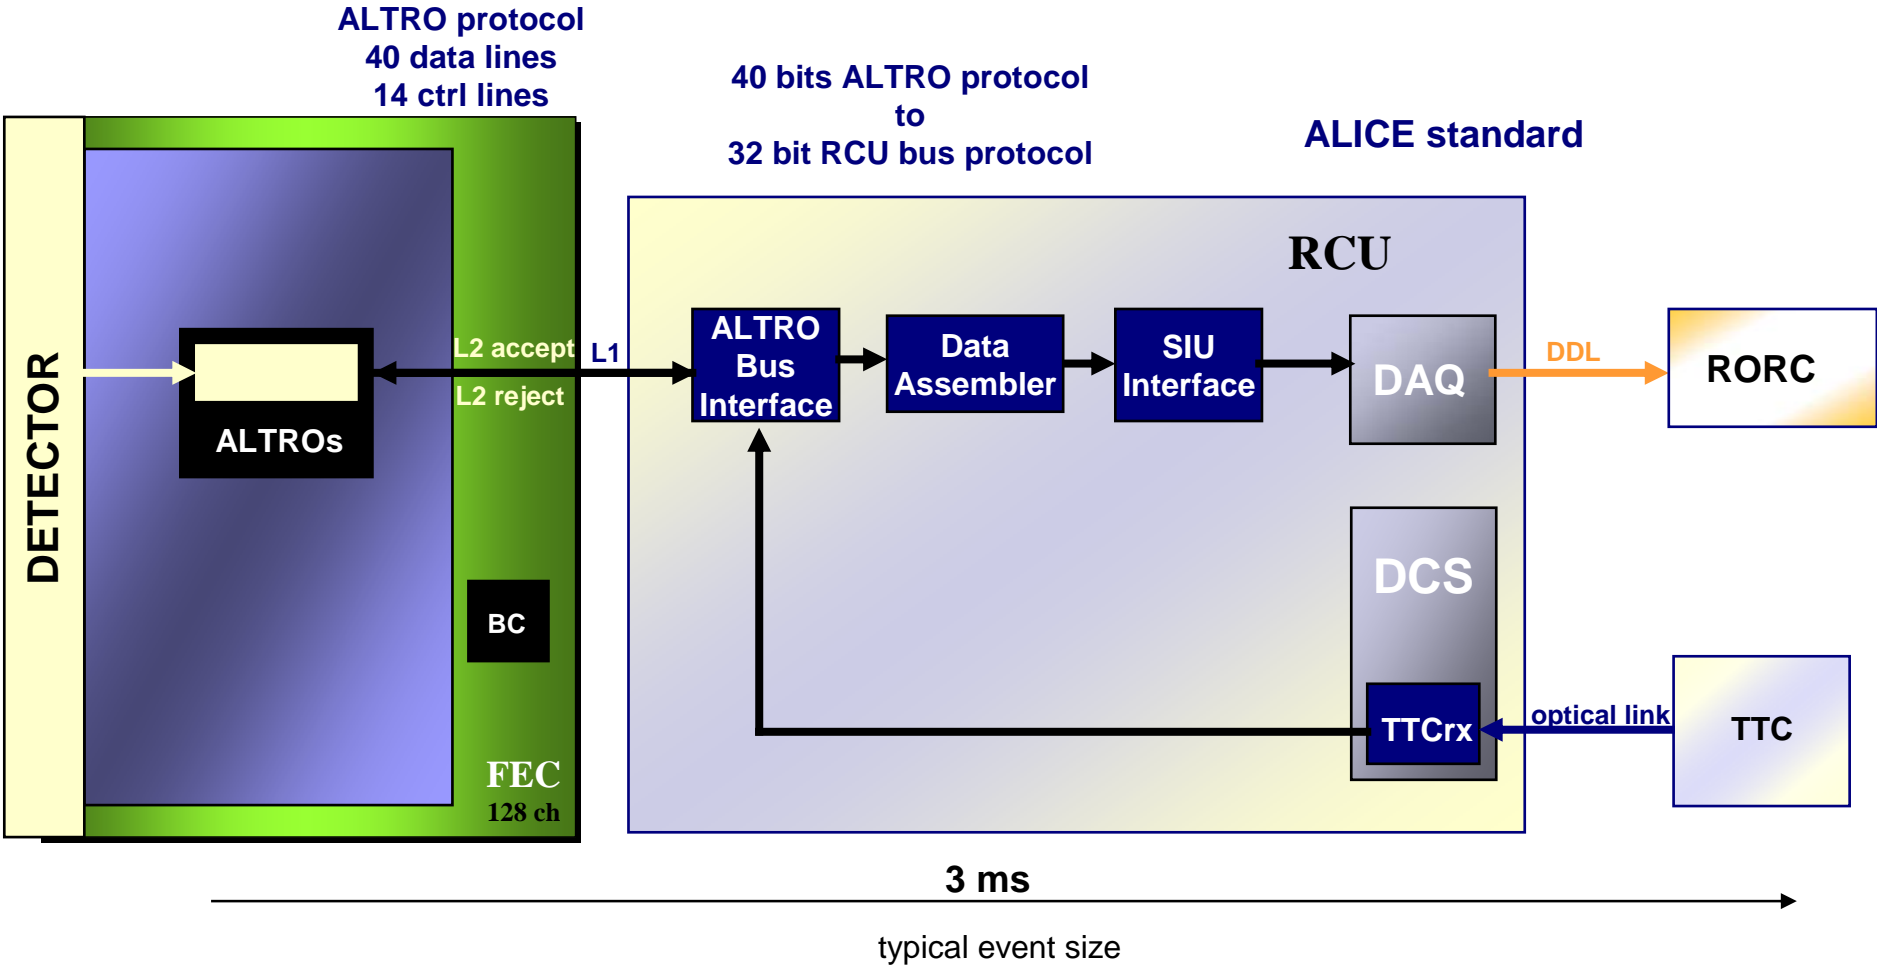 ALTRO protocol
40 data lines
14 ctrl lines
40 bits ALTRO protocol
to
32 bit RCU bus protocol
ALICE standard
DETECTOR
ALTROs
L2 accept
L2 reject
L1
BC
FEC
128 ch
RCU
ALTRO
Bus
Interface
Data
Assembler
SIU
Interface
DAQ
DDL
RORC
DCS
TTCrx
optical link
TTC
3 ms
typical event size